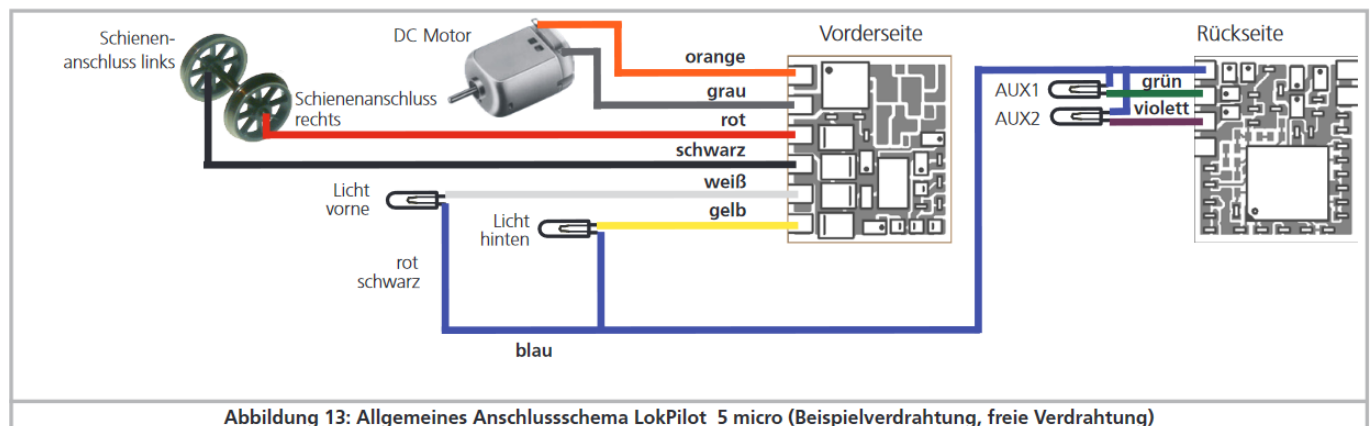 Schienen-
anschluss links
DC Motor
Vorderseite
Rückseite
orange
grau
Schienenanschluss
rechts
rot
schwarz
weiß
gelb
Licht
vorne
Licht
hinten
rot
schwarz
blau
AUX1
grün
AUX2
violett
Abbildung 13: Allgemeines Anschlussschema LokPilot 5 micro (Beispielverdrahtung, freie Verdrahtung)